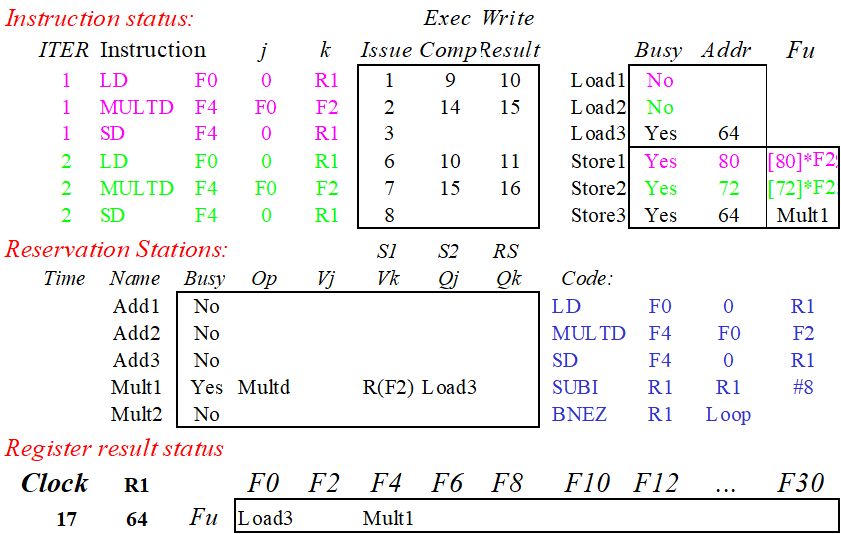 Instruction status: Exec Write
ITER Instruction j k Issue Comp Result Busy Addr Fu
1 LD F0 0 R1 1 9 10 Load1 No
1 MULTD F4 F0 F2 2 14 15 Load2 No
1 SD F4 0 R1 3 Load3 Yes 64
2 LD F0 0 R1 6 10 11 Store1 Yes 80 [80]*F2
2 MULTD F4 F0 F2 7 15 16 Store2 Yes 72 [72]*F2
2 SD F4 0 R1 8 Store3 Yes 64 Mult1
Reservation Stations: S1 S2 RS
Time Name Busy Op Vj Vk Qj Qk Code:
Add1 No LD F0 0 R1
Add2 No MULTD F4 F0 F2
Add3 No SD F4 0 R1
Mult1 Yes Multd R(F2) Load3 SUBI R1 R1 #8
Mult2 No BNEZ R1 Loop
Register result status
Clock R1 F0 F2 F4 F6 F8 F10 F12 ... F30
17 64 Fu Load3 Mult1